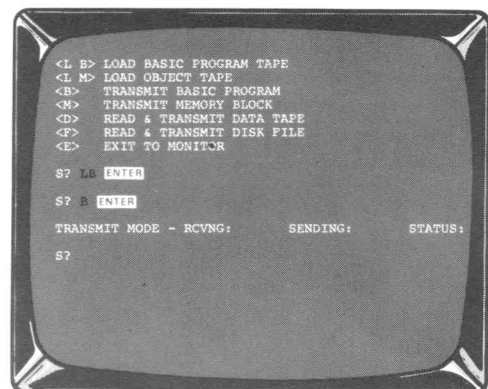 <L B> LOAD BASIC PROGRAM TAPE
<L M> LOAD OBJECT TAPE
<B> TRANSMIT BASIC PROGRAM
<M> TRANSMIT MEMORY BLOCK
<D> READ & TRANSMIT DATA TAPE
<F> READ & TRANSMIT DISK FILE
<E> EXIT TO MONITOR
S? LB ENTER
S? B ENTER
TRANSMIT MODE - RCVNG: SENDING: STATUS:
S?